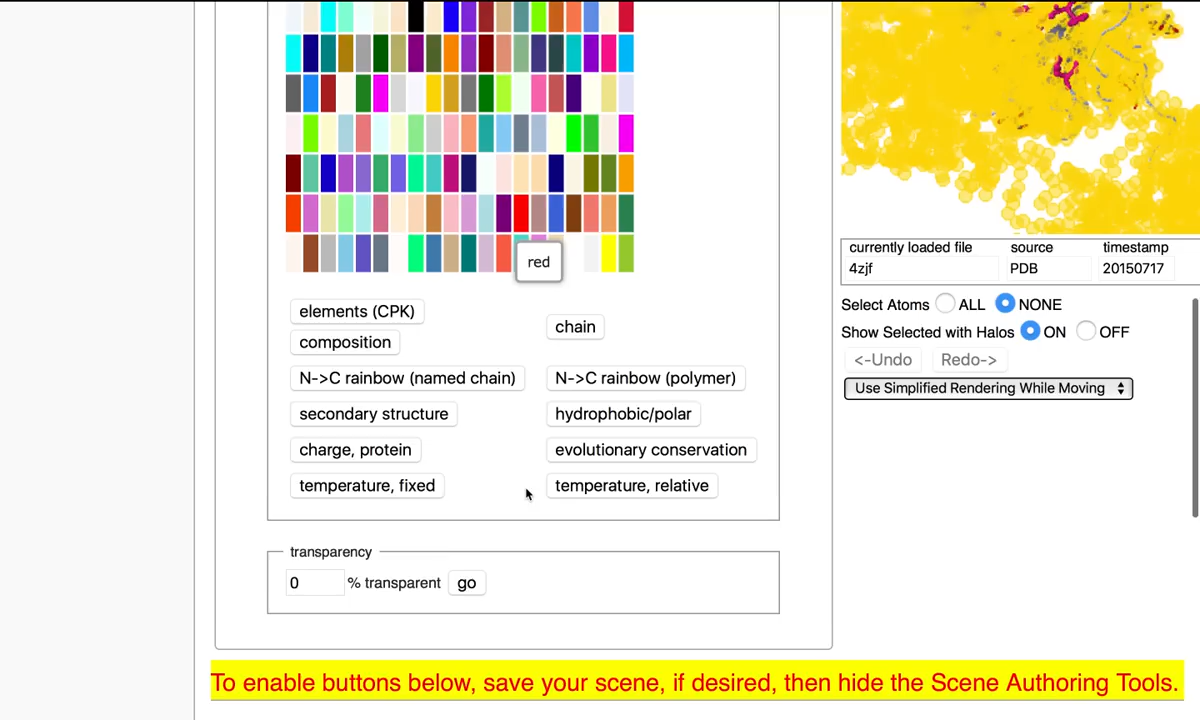 red
elements (CPK)
chain
composition
N->C rainbow (named chain)
N->C rainbow (polymer)
secondary structure
hydrophobic/polar
charge, protein
evolutionary conservation
temperature, fixed
temperature, relative
transparency
0 % transparent go
currently loaded file source timestamp
4zjf PDB 20150717
Select Atoms ALL NONE
Show Selected with Halos ON OFF
<-Undo Redo->
Use Simplified Rendering While Moving
To enable buttons below, save your scene, if desired, then hide the Scene Authoring Tools.